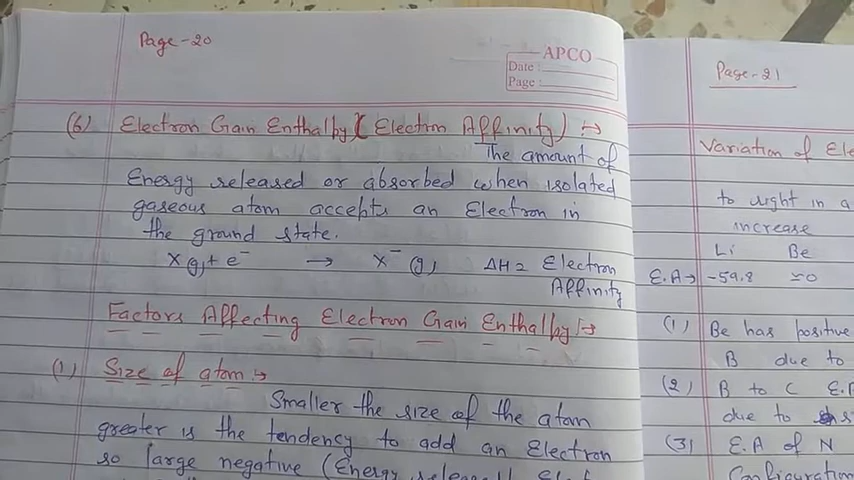 Page-20
APCO
Date :
Page :
(6) Electron Gain Enthalpy (Electron Affinity) :→
The amount of
Energy released or absorbed when isolated
gaseous atom accepts an Electron in
the ground state.
X(g) + e⁻ → X⁻ (g) ΔH = Electron
Affinity
Factors Affecting Electron Gain Enthalpy :→
(1) Size of atom :→
Smaller the size of the atom
greater is the tendency to add an Electron
so large negative (Energy
Page-21
Variation of
to right in a
increase
Li Be
E.A→ -59.8 ≃0
(1) Be has positive
B due to
(2) B to C
due to
(3) E.A of N
Configuration